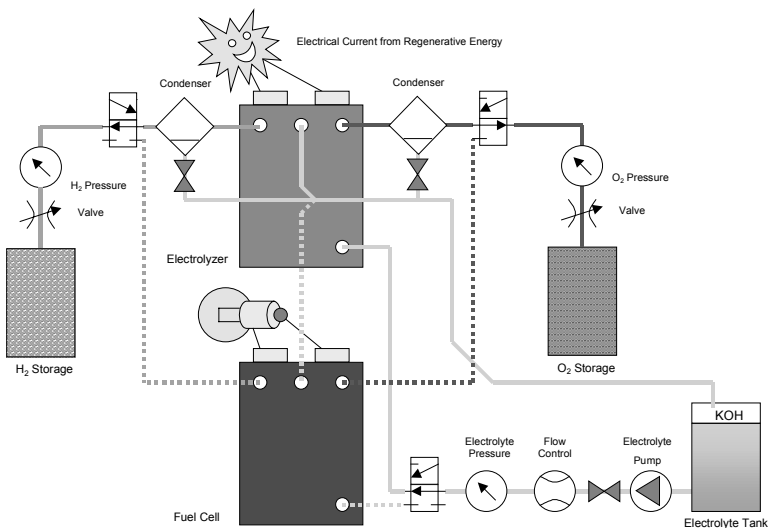 Electrical Current from Regenerative Energy
Condenser
Condenser
H₂ Pressure
O₂ Pressure
Valve
Valve
Electrolyzer
H₂ Storage
O₂ Storage
KOH
Electrolyte
Pressure
Flow
Control
Electrolyte
Pump
Fuel Cell
Electrolyte Tank